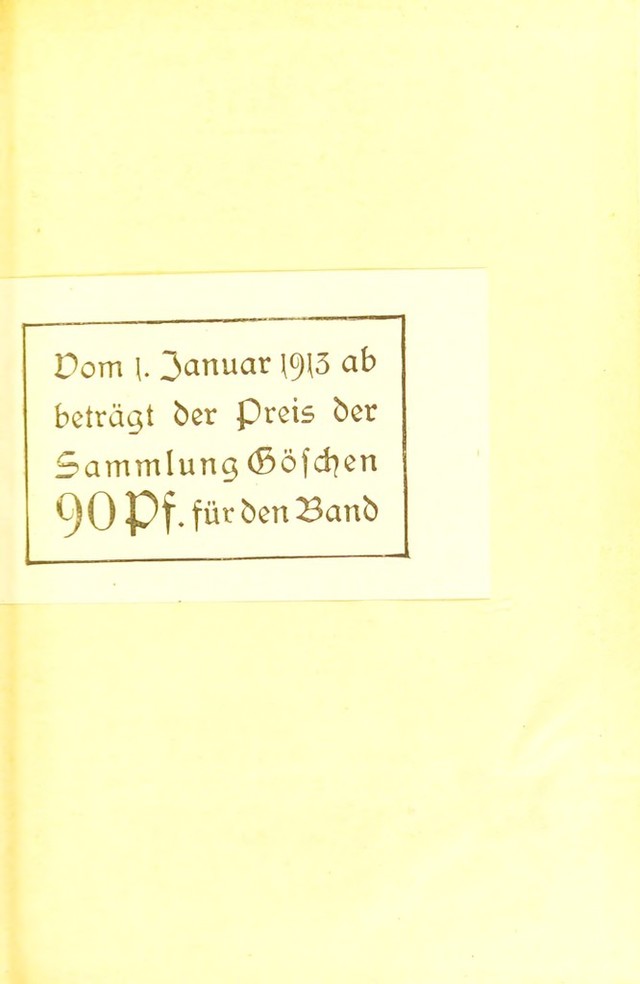 Vom 1. Januar 1913 ab
beträgt der Preis der
Sammlung Göſchen
90 Pf. für den Band